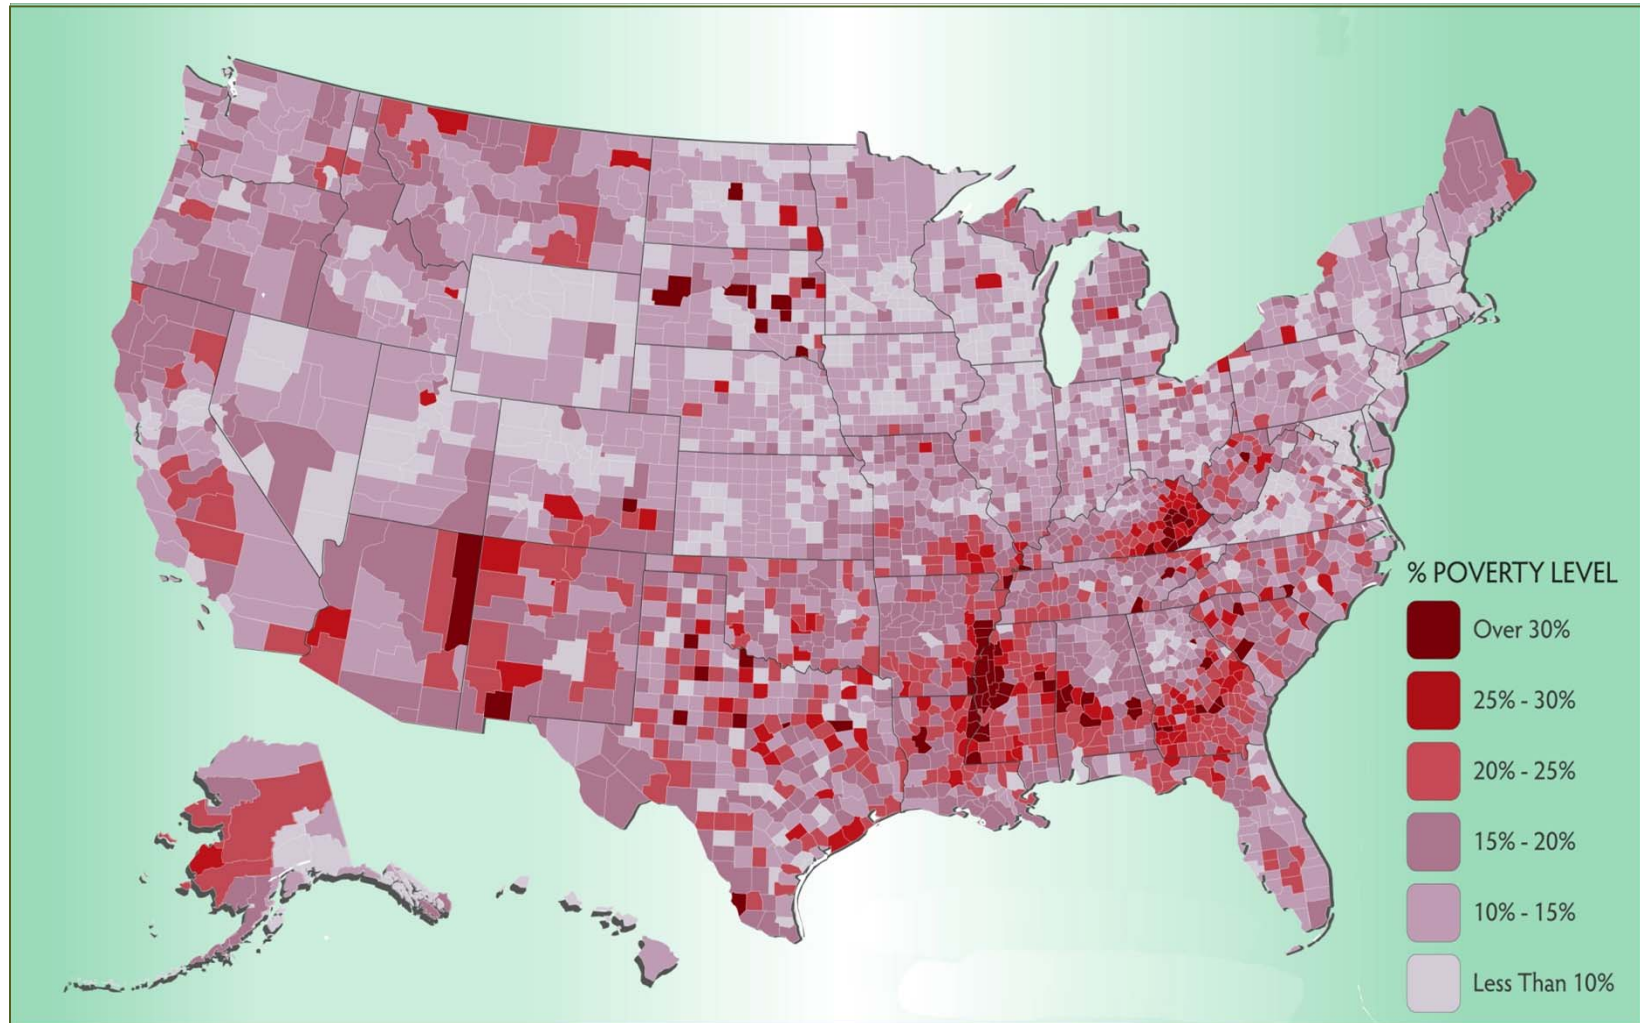 % POVERTY LEVEL
Over 30%
25% - 30%
20% - 25%
15% - 20%
10% - 15%
Less Than 10%